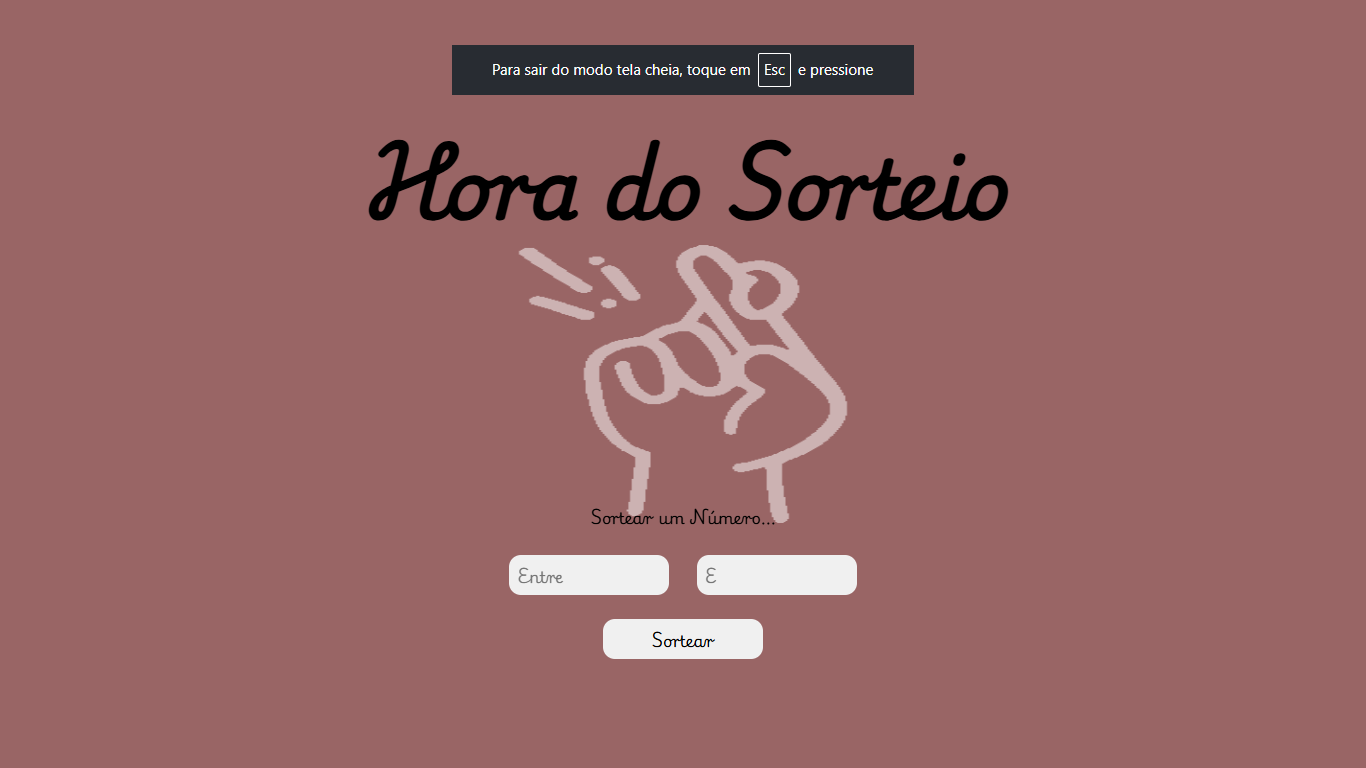 Para sair do modo tela cheia, toque em Esc e pressione
Hora do Sorteio
Sortear um Número...
Entre
E
Sortear